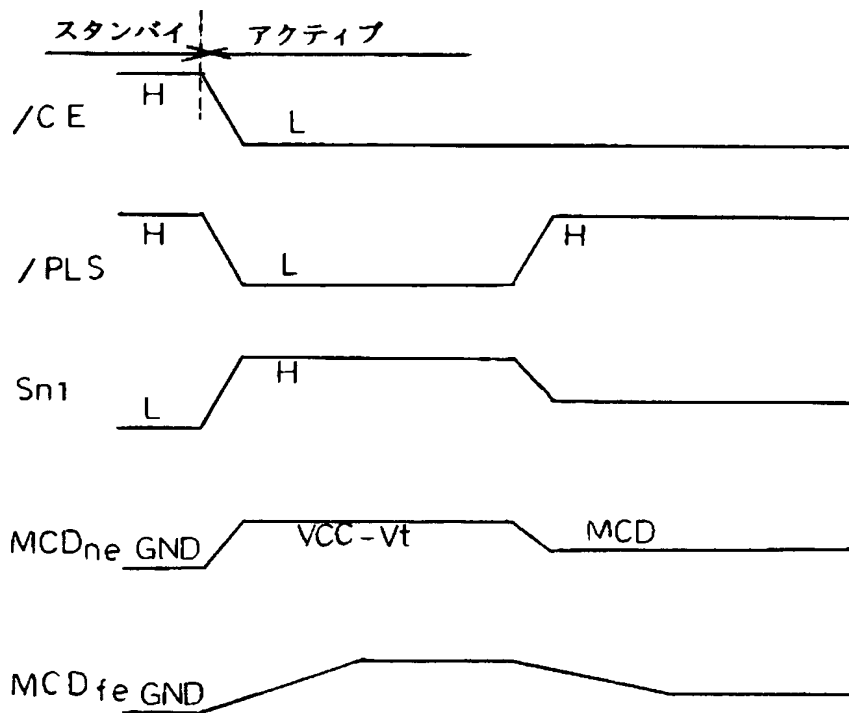 スタンバイ アクティブ
/CE H L
/PLS H L H
Sn1 L H
MCDne GND VCC-Vt MCD
MCDfe GND